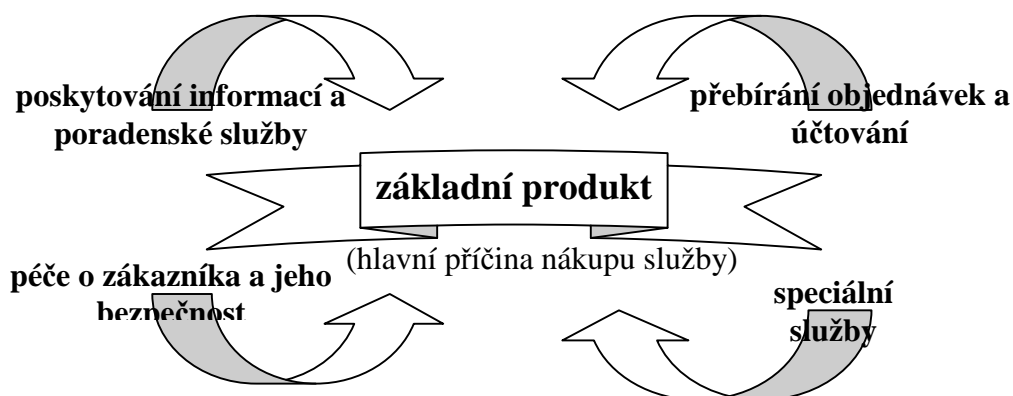 poskytování informací a
poradenské služby
přebírání objednávek a
účtování
základní produkt
(hlavní příčina nákupu služby)
péče o zákazníka a jeho
bezpečnost
speciální
služby